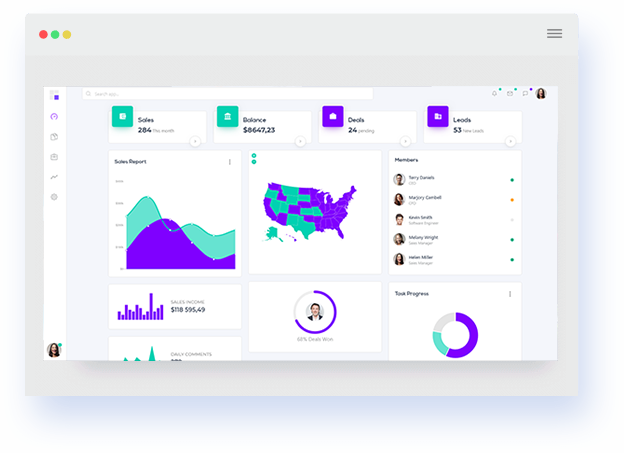 Search app...
Sales
284 this month
Balance
$8647,23
Deals
24 pending
Leads
53 new Leads
Sales Report
Members
Terry Daniels
CEO
Marjory Gambell
CFO
Kevin Smith
Software Engineer
Melany Wright
Sales Manager
Helen Miller
Sales Manager
SALES INCOME
$118 595,49
68% Deals Won
Task Progress
DAILY COMMENTS